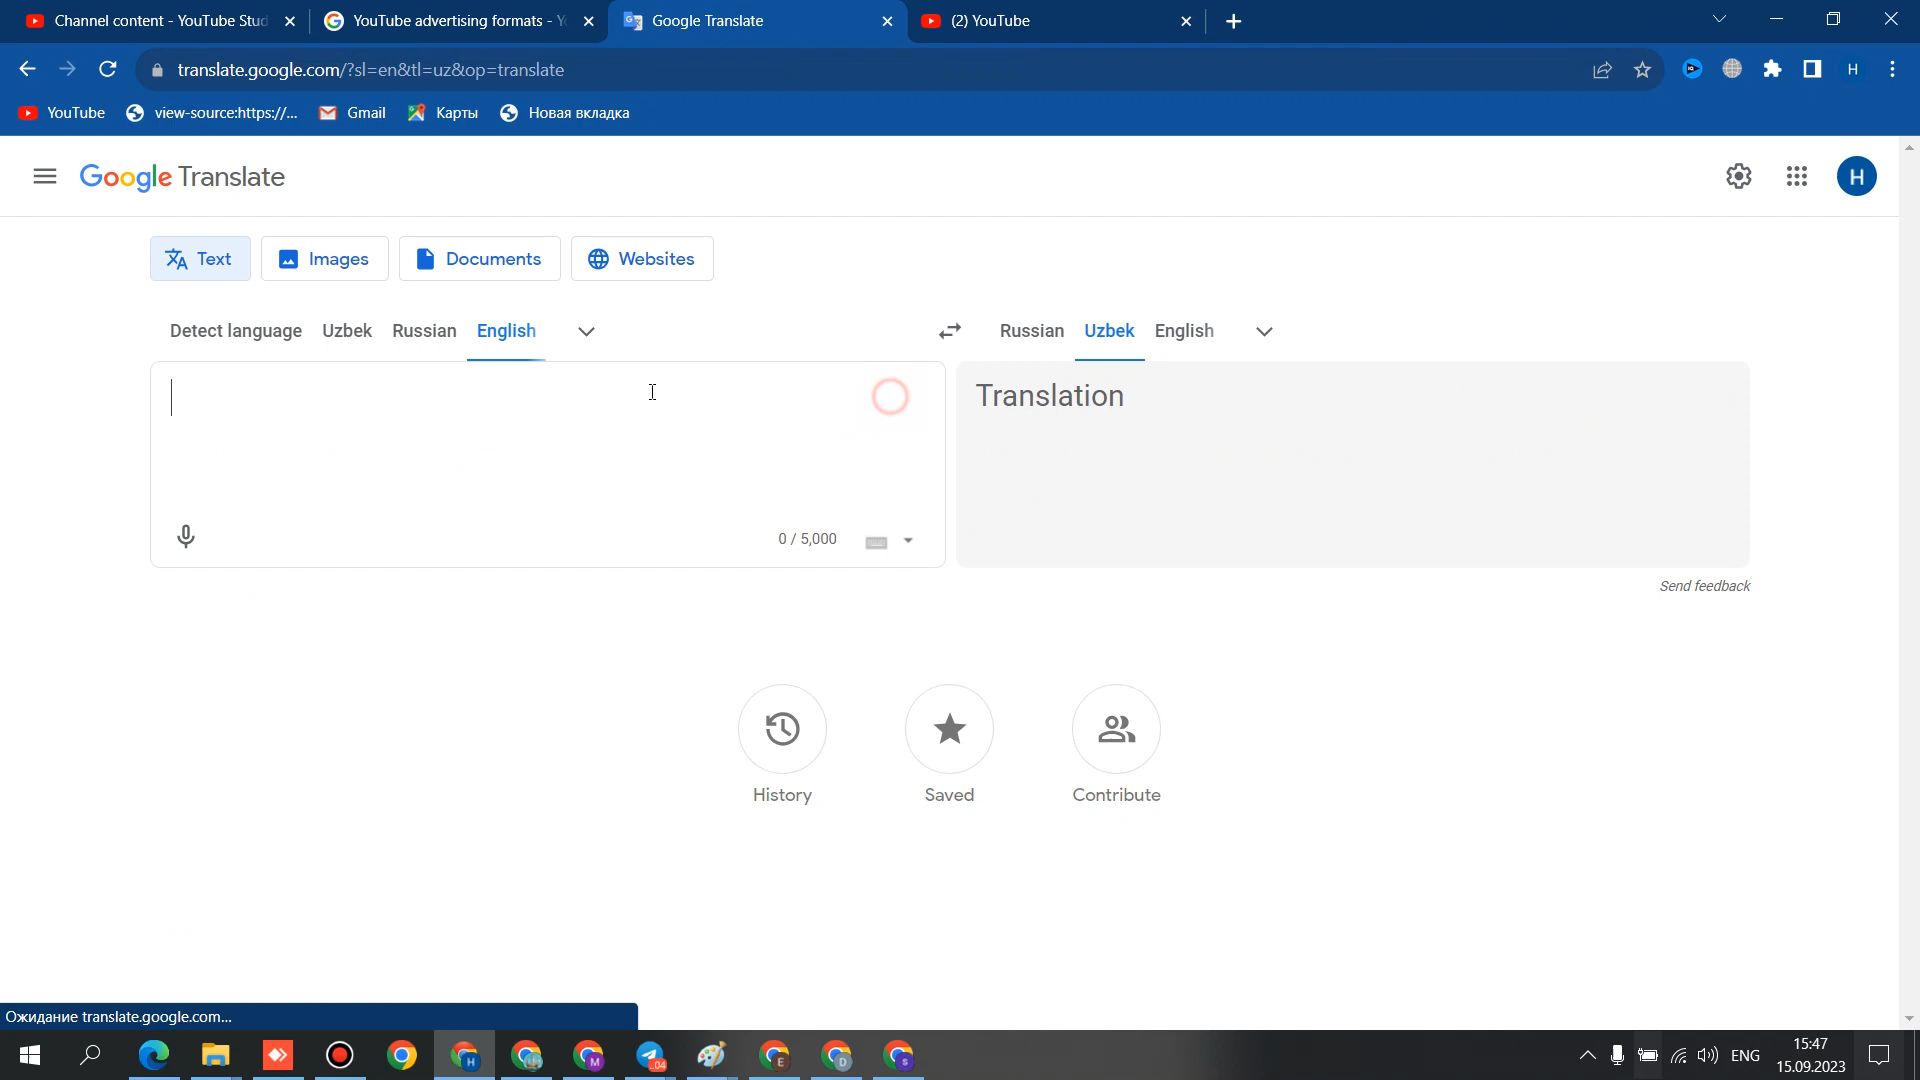 Channel content - YouTube Stud
YouTube advertising formats - Y
Google Translate
(2) YouTube
translate.google.com/?sl=en&tl=uz&op=translate
H
YouTube
view-source:https://...
Gmail
Карты
Новая вкладка
Google Translate
H
Text
Images
Documents
Websites
Detect language
Uzbek
Russian
English
Russian
Uzbek
English
Translation
0 / 5,000
Send feedback
History
Saved
Contribute
Ожидание translate.google.com...
H
M
04
E
D
S
ENG
15:47
15.09.2023